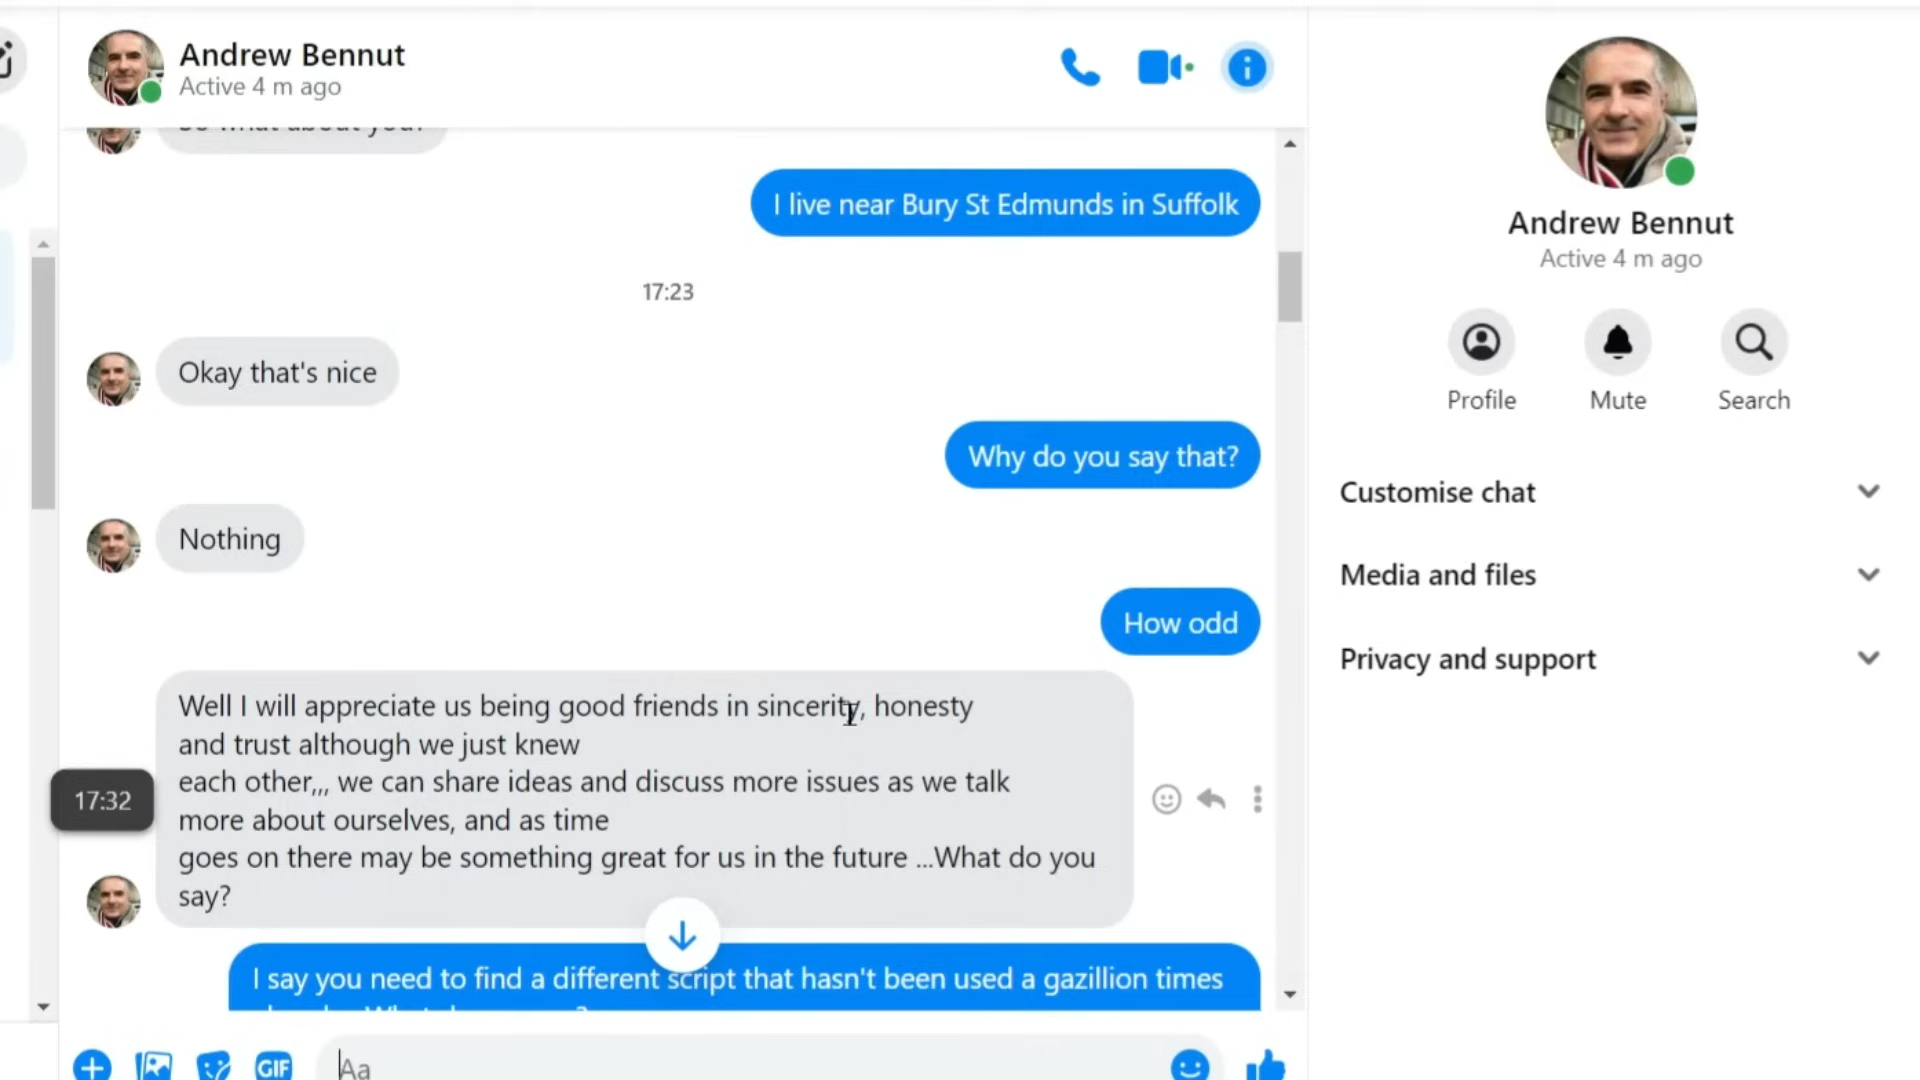 Andrew Bennut
Active 4 m ago
So what about you?
I live near Bury St Edmunds in Suffolk
17:23
Okay that's nice
Why do you say that?
Nothing
How odd
Well I will appreciate us being good friends in sincerity, honesty
and trust although we just knew
each other,,, we can share ideas and discuss more issues as we talk
more about ourselves, and as time
goes on there may be something great for us in the future ...What do you
say?
17:32
I say you need to find a different script that hasn't been used a gazillion times
GIF
Aa
Andrew Bennut
Active 4 m ago
Profile
Mute
Search
Customise chat
Media and files
Privacy and support